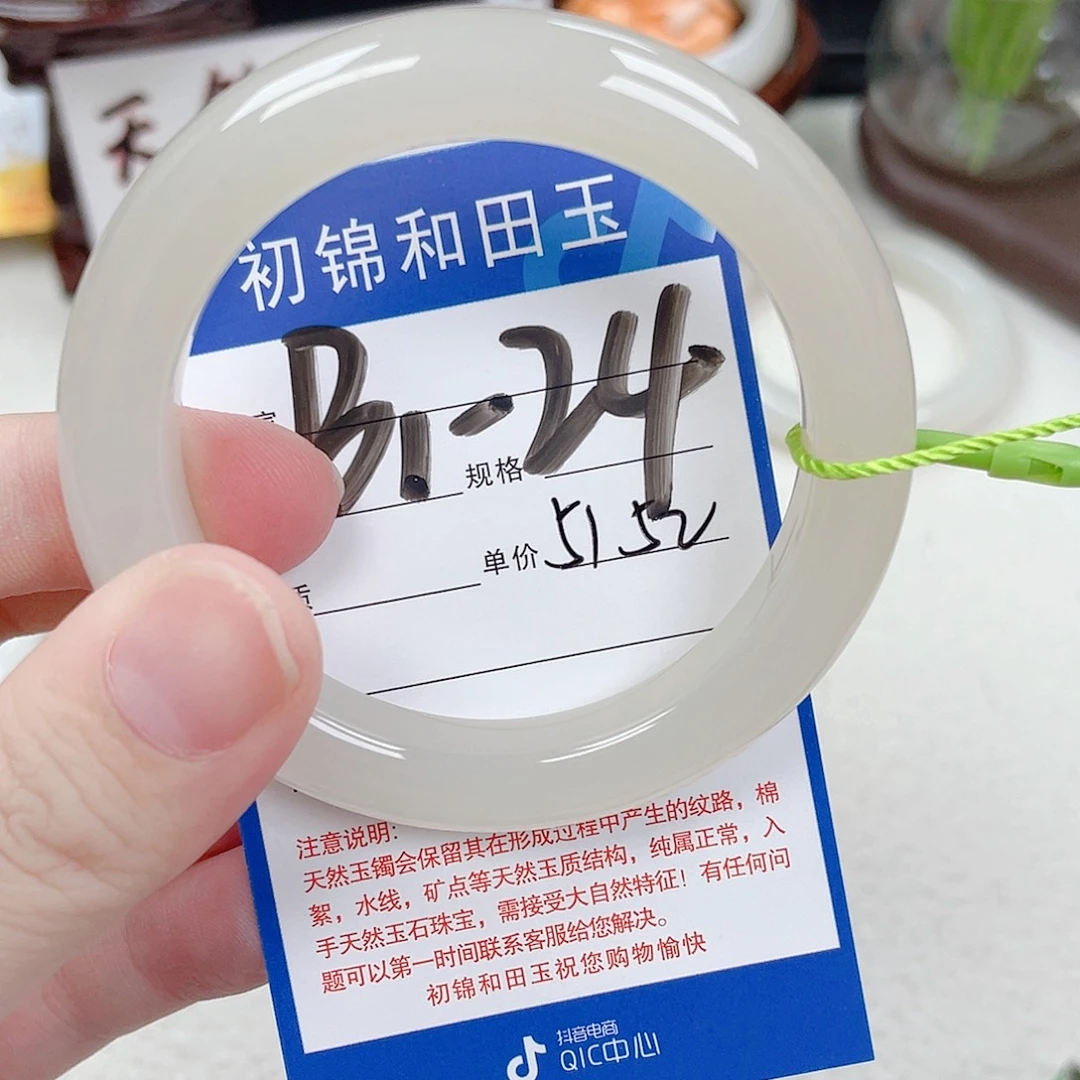 天
初锦和田玉
B1-24
规格
单价 51 52
注意说明:
天然玉镯会保留其在形成过程中产生的纹路,棉
絮,水线,矿点等天然玉质结构,纯属正常,入
手天然玉石珠宝,需接受大自然特征!有任何问
题可以第一时间联系客服给您解决。
初锦和田玉祝您购物愉快
抖音电商
QIC中心